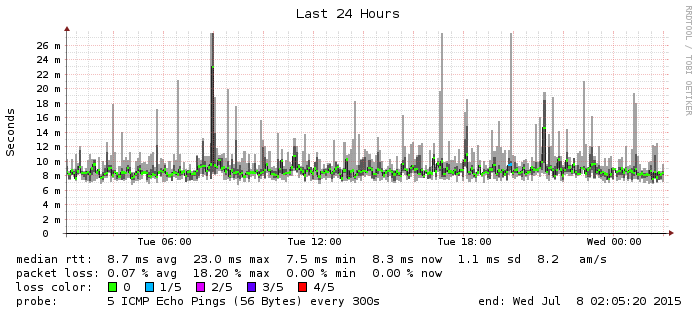 Last 24 Hours
RRDTOOL / TOBI OETIKER
Seconds
26 m
24 m
22 m
20 m
18 m
16 m
14 m
12 m
10 m
8 m
6 m
4 m
2 m
0
Tue 06:00 Tue 12:00 Tue 18:00 Wed 00:00
median rtt: 8.7 ms avg 23.0 ms max 7.5 ms min 8.3 ms now 1.1 ms sd 8.2 am/s
packet loss: 0.07 % avg 18.20 % max 0.00 % min 0.00 % now
loss color: 0 1/5 2/5 3/5 4/5
probe: 5 ICMP Echo Pings (56 Bytes) every 300s end: Wed Jul 8 02:05:20 2015